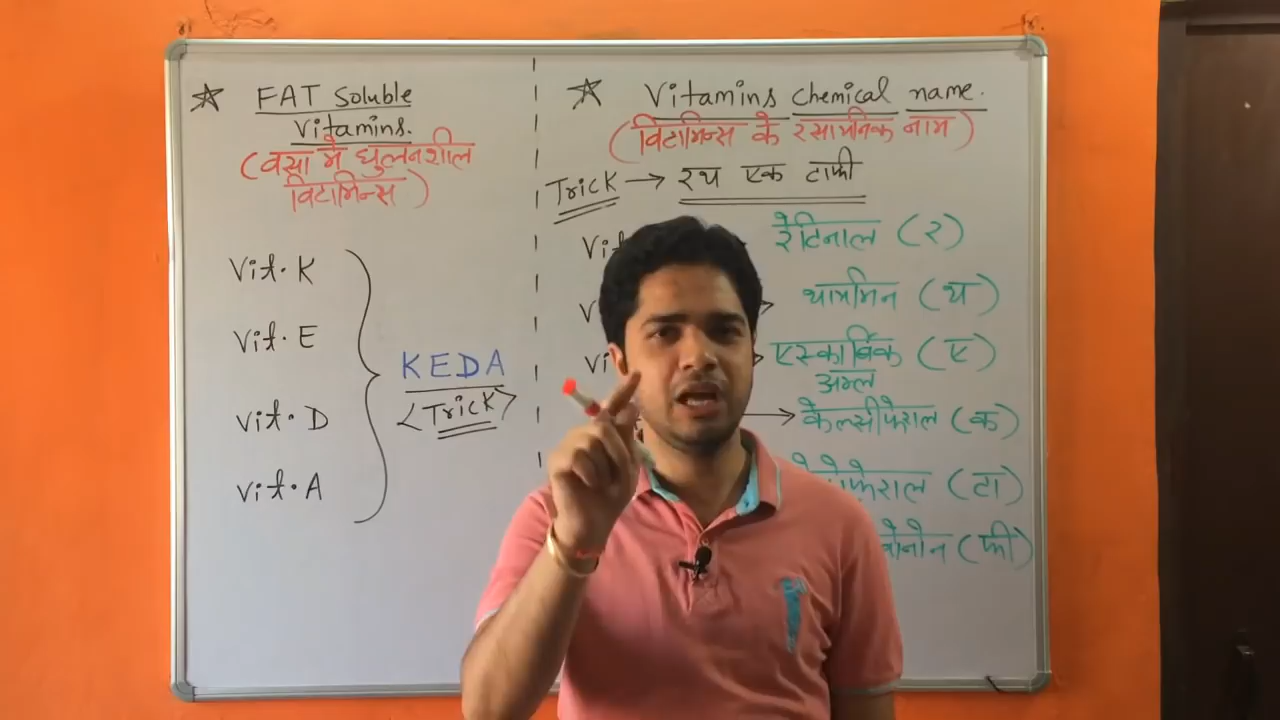 ☆ FAT Soluble
Vitamins.
(वसा में घुलनशील
विटामिन्स)
Vit. K
Vit. E
Vit. D
Vit. A
KEDA
<Trick>
☆ Vitamins chemical name.
(विटामिन्स के रसायनिक नाम)
Trick → रथ एक टाफी
रेटिनाल (र)
थायमिन (थ)
एस्कार्बिक (ए)
अम्ल
→ केल्सीफेराल (क)
(टा)
(फी)